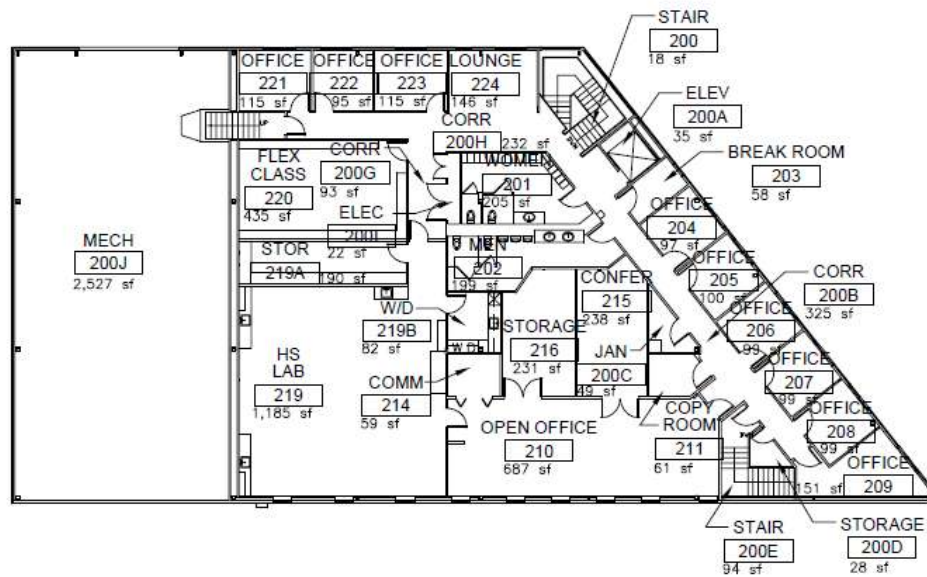 STAIR
200
18 sf
ELEV
200A
35 sf
BREAK ROOM
203
58 sf
OFFICE
221
115 sf
OFFICE
222
95 sf
OFFICE
223
115 sf
LOUNGE
224
146 sf
CORR
200H
232 sf
CORR
200G
93 sf
FLEX
CLASS
220
435 sf
WOMEN
201
205 sf
ELEC
200I
22 sf
MECH
200J
2,527 sf
STOR
219A
190 sf
MEN
202
199 sf
OFFICE
204
97 sf
OFFICE
205
100 sf
CORR
200B
325 sf
OFFICE
206
99 sf
OFFICE
207
99 sf
OFFICE
208
99 sf
OFFICE
209
151 sf
CONFER
215
238 sf
W/D
219B
82 sf
W D
STORAGE
216
231 sf
JAN
200C
49 sf
HS
LAB
219
1,185 sf
COMM
214
59 sf
COPY
ROOM
211
61 sf
OPEN OFFICE
210
687 sf
STAIR
200E
94 sf
STORAGE
200D
28 sf